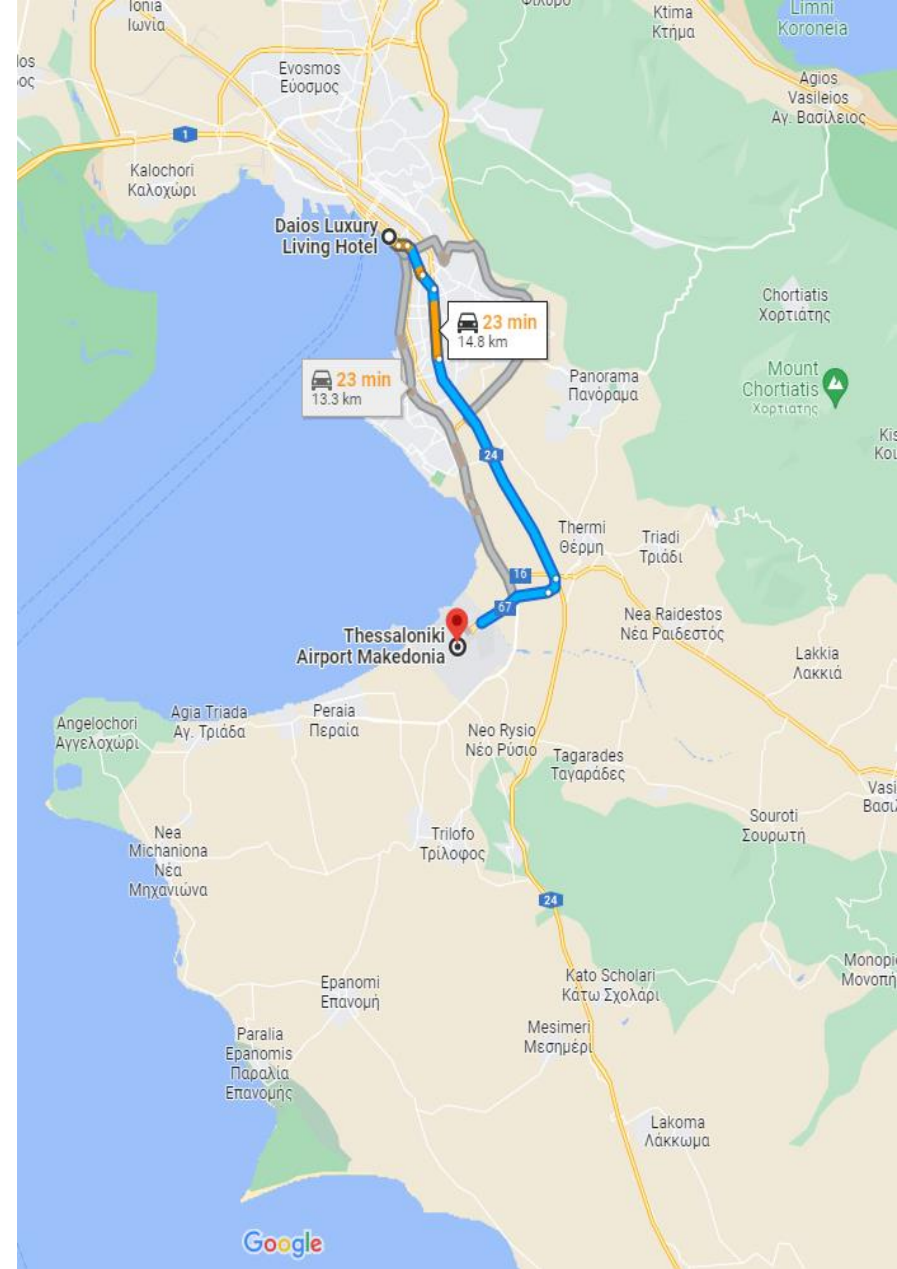 Ionia
Ιωνία
Ktima
Κτήμα
Limni
Koroneia
Evosmos
Εύοσμος
Agios
Vasileios
Αγ. Βασίλειος
1
Kalochori
Καλοχώρι
Daios Luxury
Living Hotel
Chortiatis
Χορτιάτης
23 min
14.8 km
23 min
13.3 km
Panorama
Πανόραμα
Mount
Chortiatis
Χορτιατης
24
Thermi
Θέρμη
Triadi
Τριάδι
16
67
Nea Raidestos
Νέα Ραιδεστός
Thessaloniki
Airport Makedonia
Lakkia
Λακκιά
Angelochori
Αγγελοχώρι
Agia Triada
Αγ. Τριάδα
Peraia
Περαία
Neo Rysio
Νέο Ρύσιο
Tagarades
Ταγαράδες
Souroti
Σουρωτή
Nea
Michaniona
Νέα
Μηχανιώνα
Trilofo
Τρίλοφος
24
Epanomi
Επανομή
Kato Scholari
Κάτω Σχολάρι
Mesimeri
Μεσημέρι
Paralia
Epanomis
Παραλία
Επανομής
Lakoma
Λάκκωμα
Google